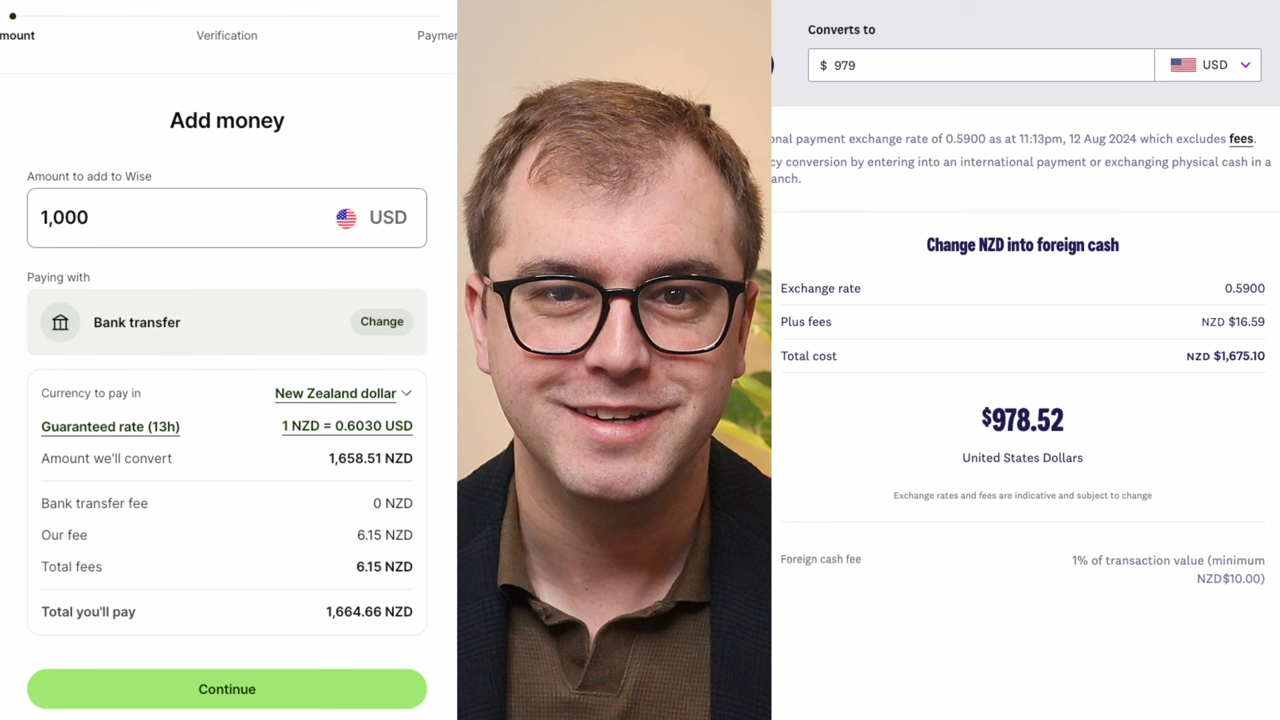 mount
Verification
Paymer
Add money
Amount to add to Wise
1,000 USD
Paying with
Bank transfer Change
Currency to pay in New Zealand dollar
Guaranteed rate (13h) 1 NZD = 0.6030 USD
Amount we'll convert 1,658.51 NZD
Bank transfer fee 0 NZD
Our fee 6.15 NZD
Total fees 6.15 NZD
Total you'll pay 1,664.66 NZD
Continue
Converts to
$ 979 USD
onal payment exchange rate of 0.5900 as at 11:13pm, 12 Aug 2024 which excludes fees.
cy conversion by entering into an international payment or exchanging physical cash in a
anch.
Change NZD into foreign cash
Exchange rate 0.5900
Plus fees NZD $16.59
Total cost NZD $1,675.10
$978.52
United States Dollars
Exchange rates and fees are indicative and subject to change
Foreign cash fee 1% of transaction value (minimum
NZD$10.00)